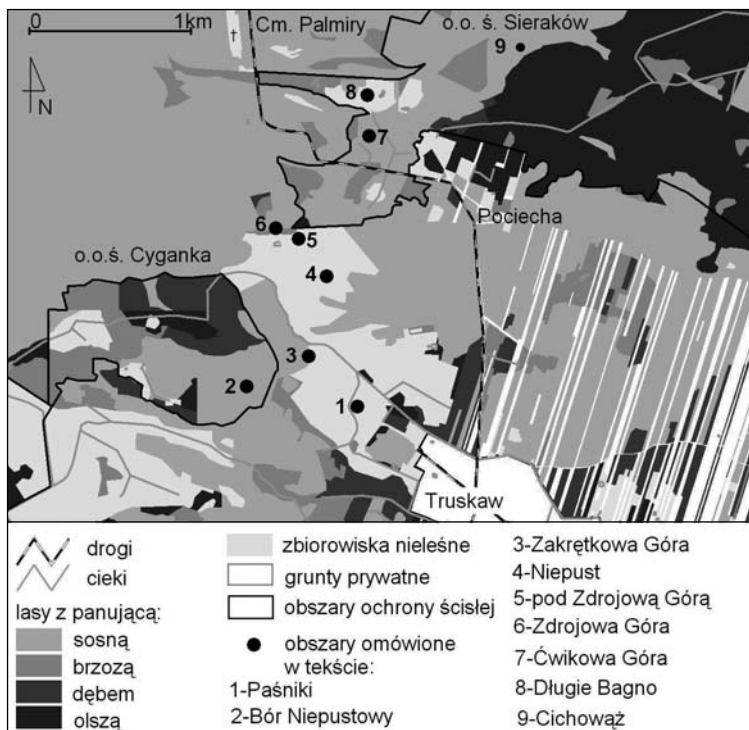 0 1km
Cm. Palmiry
o.o ś. Sieraków
9
N
8
7
Pociecha
6
5
o.o.ś. Cyganka
4
3
2
1
Truskaw
drogi
cieki
lasy z panującą:
sosną
brzozą
dębem
olszą
zbiorowiska nieleśne
grunty prywatne
obszary ochrony ścisłej
obszary omówione
w tekście:
1-Paśniki
2-Bór Niepustowy
3-Zakrętkowa Góra
4-Niepust
5-pod Zdrojową Górą
6-Zdrojowa Góra
7-Ćwikowa Góra
8-Długie Bagno
9-Cichowąż